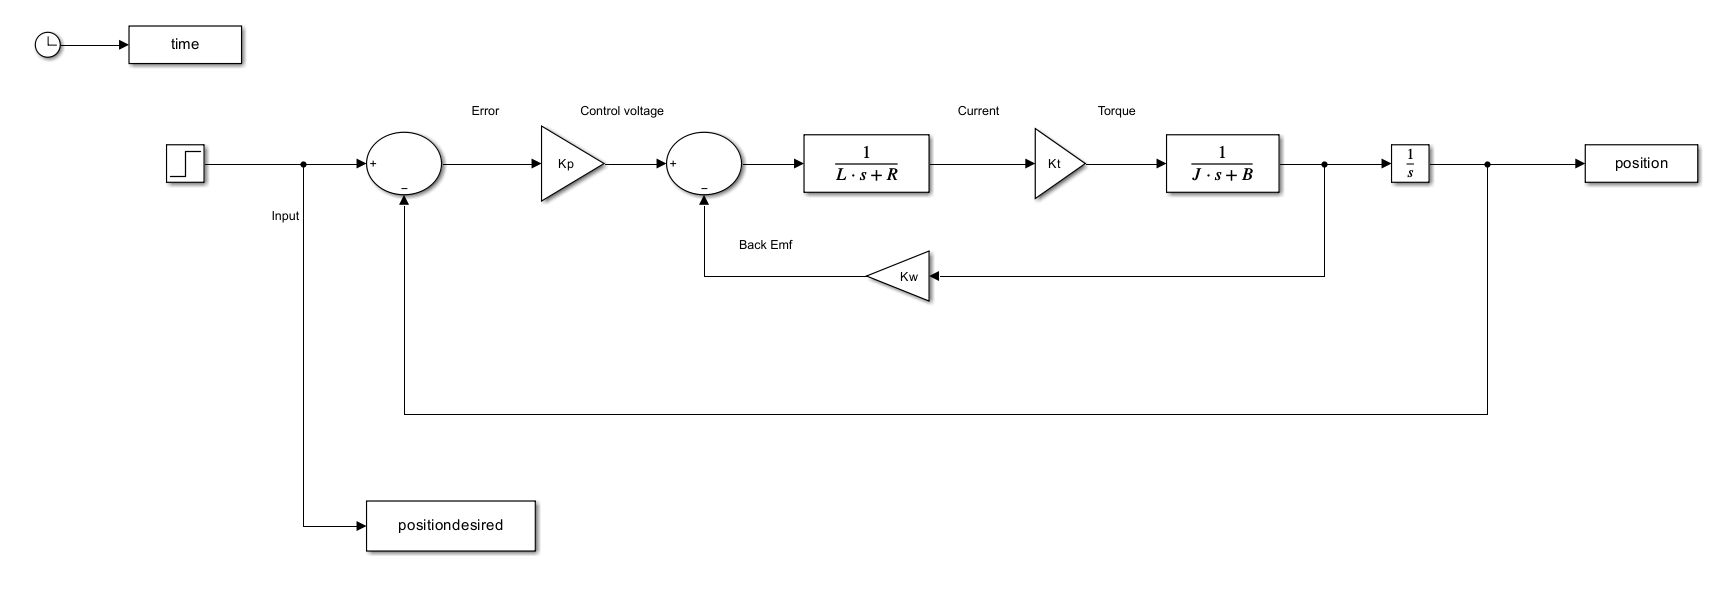 time
Error
Control voltage
Current
Torque
+
−
Kp
+
−
1
L · s + R
Kt
1
J · s + B
1
s
position
Input
Back Emf
Kw
positiondesired